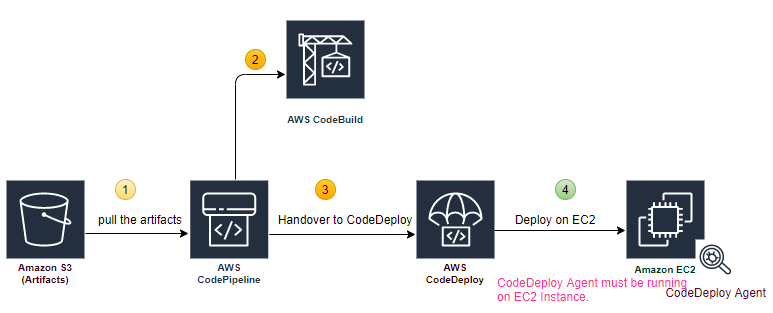 2
AWS CodeBuild
1
3
4
pull the artifacts
Handover to CodeDeploy
Deploy on EC2
Amazon S3
(Artifacts)
AWS
CodePipeline
AWS
CodeDeploy
Amazon EC2
CodeDeploy Agent must be running
on EC2 Instance.
CodeDeploy Agent